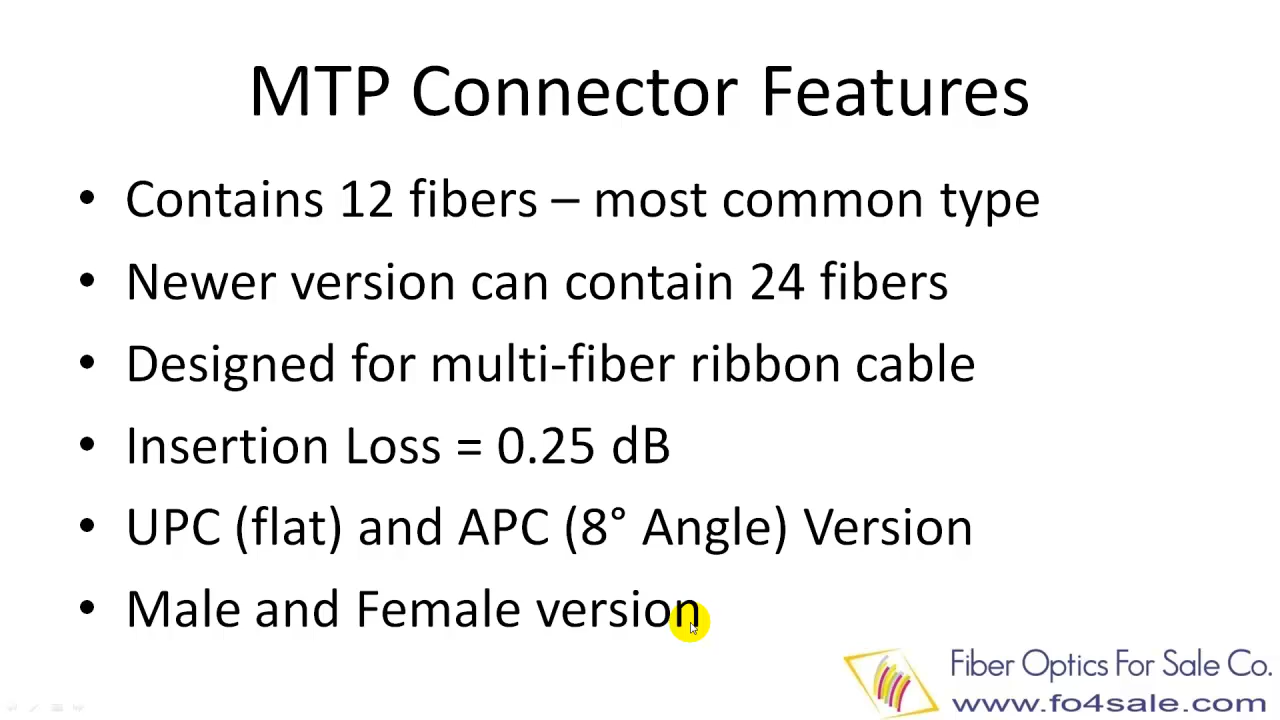 MTP Connector Features
• Contains 12 fibers – most common type
• Newer version can contain 24 fibers
• Designed for multi-fiber ribbon cable
• Insertion Loss = 0.25 dB
• UPC (flat) and APC (8° Angle) Version
• Male and Female version
Fiber Optics For Sale Co.
www.fo4sale.com